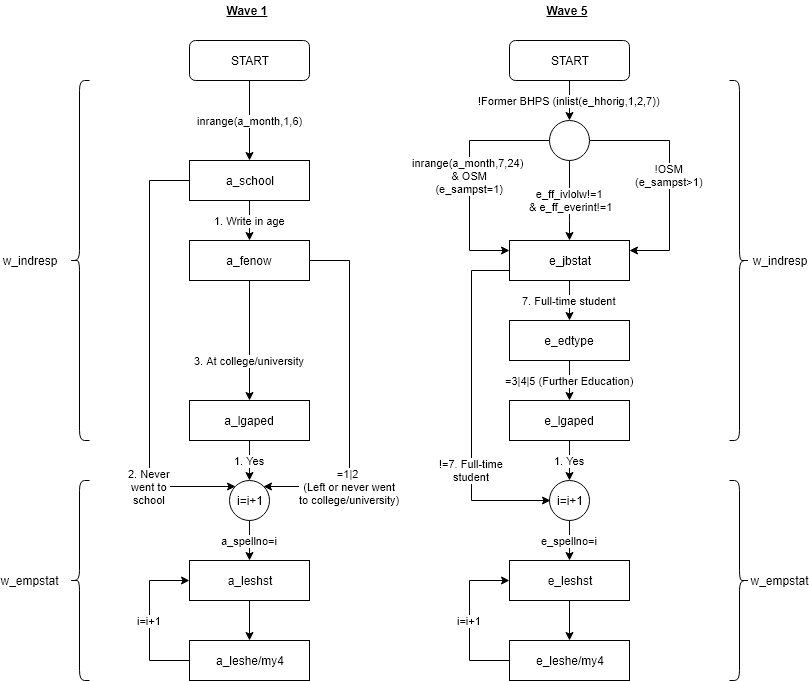 Wave 1
START
inrange(a_month,1,6)
a_school
1. Write in age
a_fenow
w_indresp
3. At college/university
a_lgaped
1. Yes
2. Never
went to
school
=1|2
(Left or never went
to college/university)
i=i+1
a_spellno=i
w_empstat
a_leshst
i=i+1
a_leshe/my4
Wave 5
START
!Former BHPS (inlist(e_hhorig,1,2,7))
inrange(a_month,7,24)
& OSM
(e_sampst=1)
e_ff_ivlolw!=1
& e_ff_everint!=1
!OSM
(e_sampst>1)
e_jbstat
w_indresp
7. Full-time student
e_edtype
=3|4|5 (Further Education)
e_lgaped
1. Yes
!=7. Full-time
student
i=i+1
e_spellno=i
e_leshst
w_empstat
i=i+1
e_leshe/my4